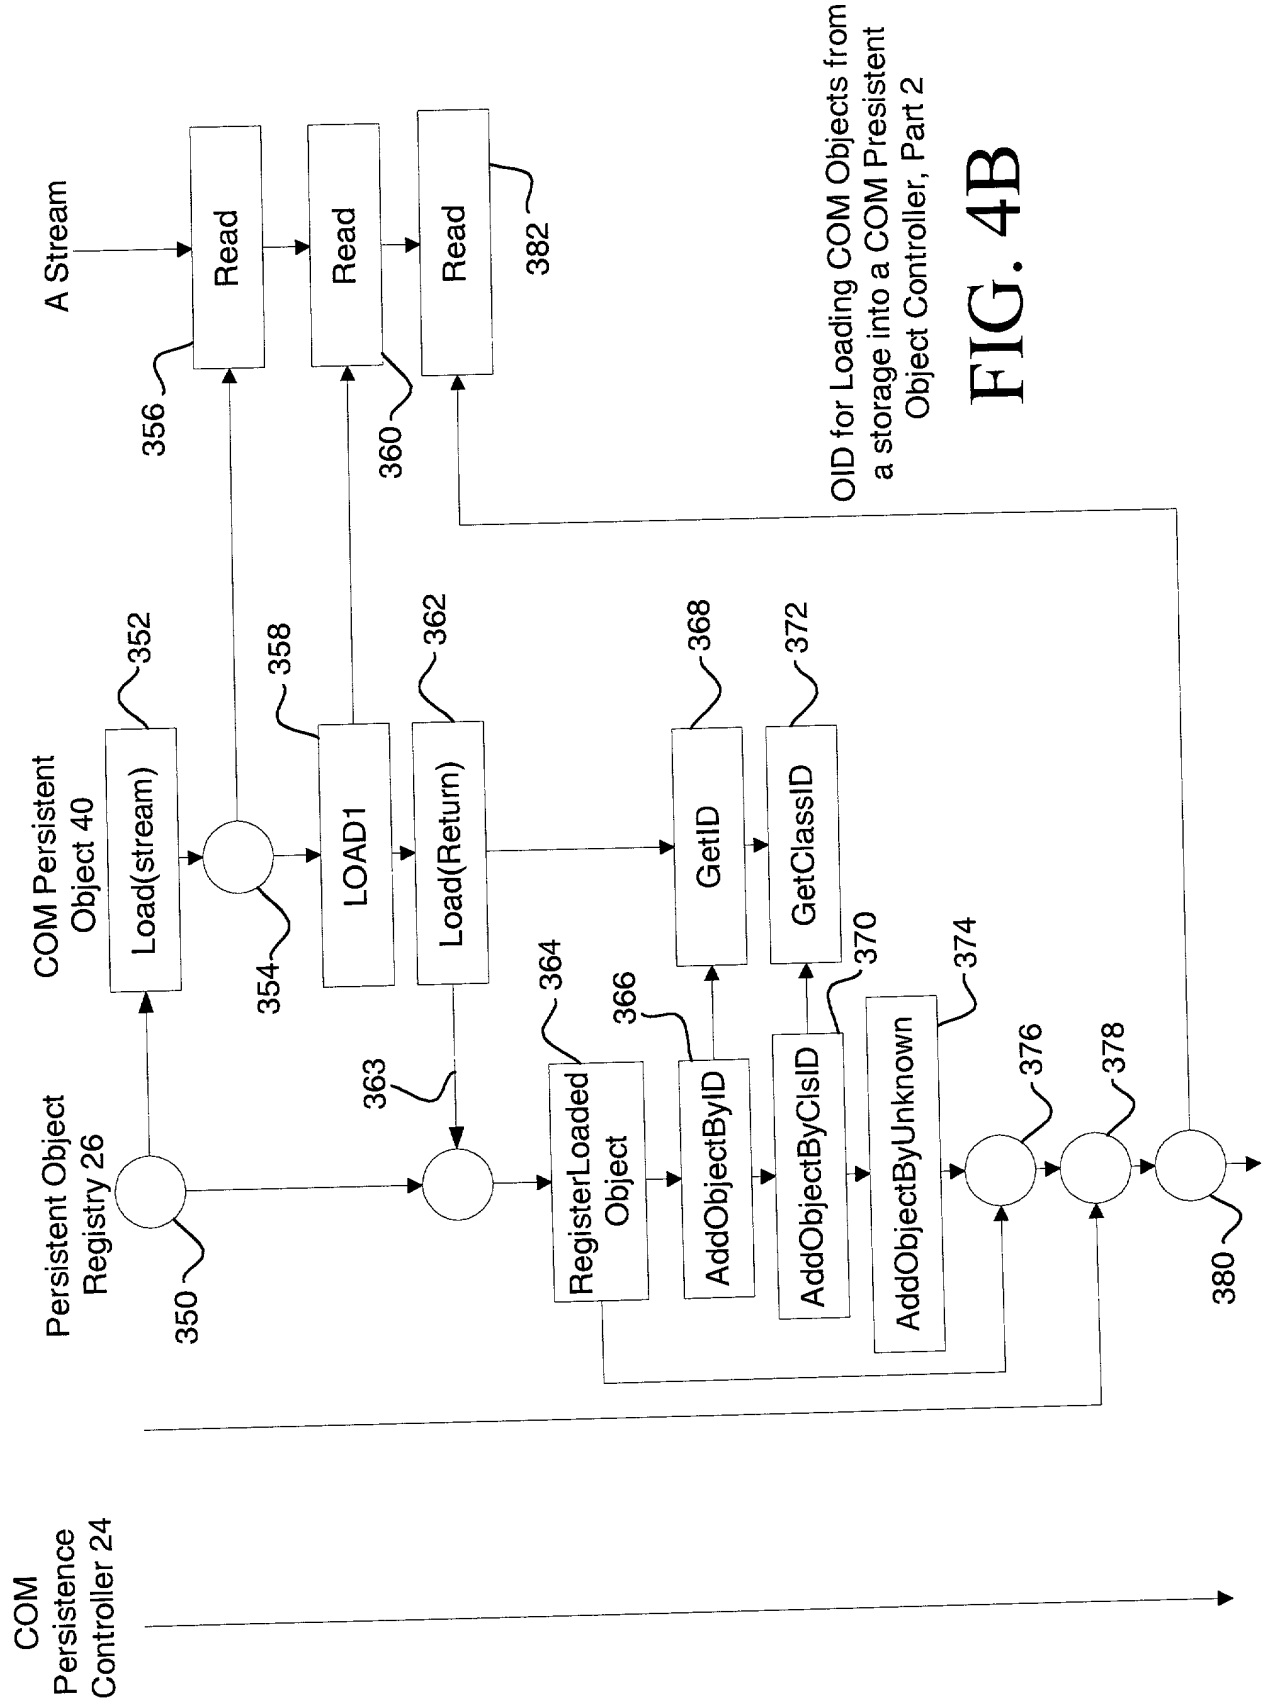 COM
Persistence
Controller 24
Persistent Object
Registry 26
COM Persistent
Object 40
A Stream
350
Load(stream)
352
354
356
Read
LOAD1
358
Read
360
Load(Return)
362
363
Read
382
RegisterLoaded
Object
364
AddObjectByID
366
GetID
368
AddObjectByClsID
370
GetClassID
372
AddObjectByUnknown
374
376
378
380
OID for Loading COM Objects from
a storage into a COM Presistent
Object Controller, Part 2
FIG. 4B